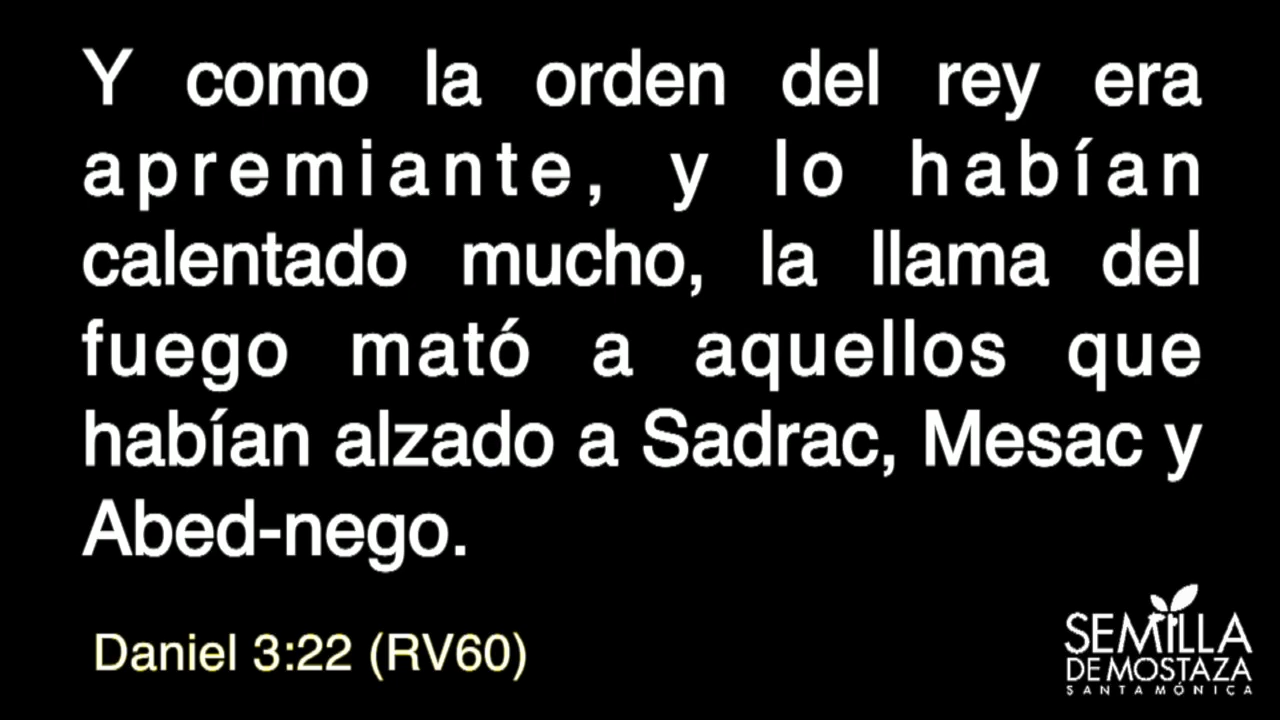 Y como la orden del rey era
apremiante, y lo habían
calentado mucho, la llama del
fuego mató a aquellos que
habían alzado a Sadrac, Mesac y
Abed-nego.
Daniel 3:22 (RV60)
SEMILLA
DE MOSTAZA
SANTA MÓNICA